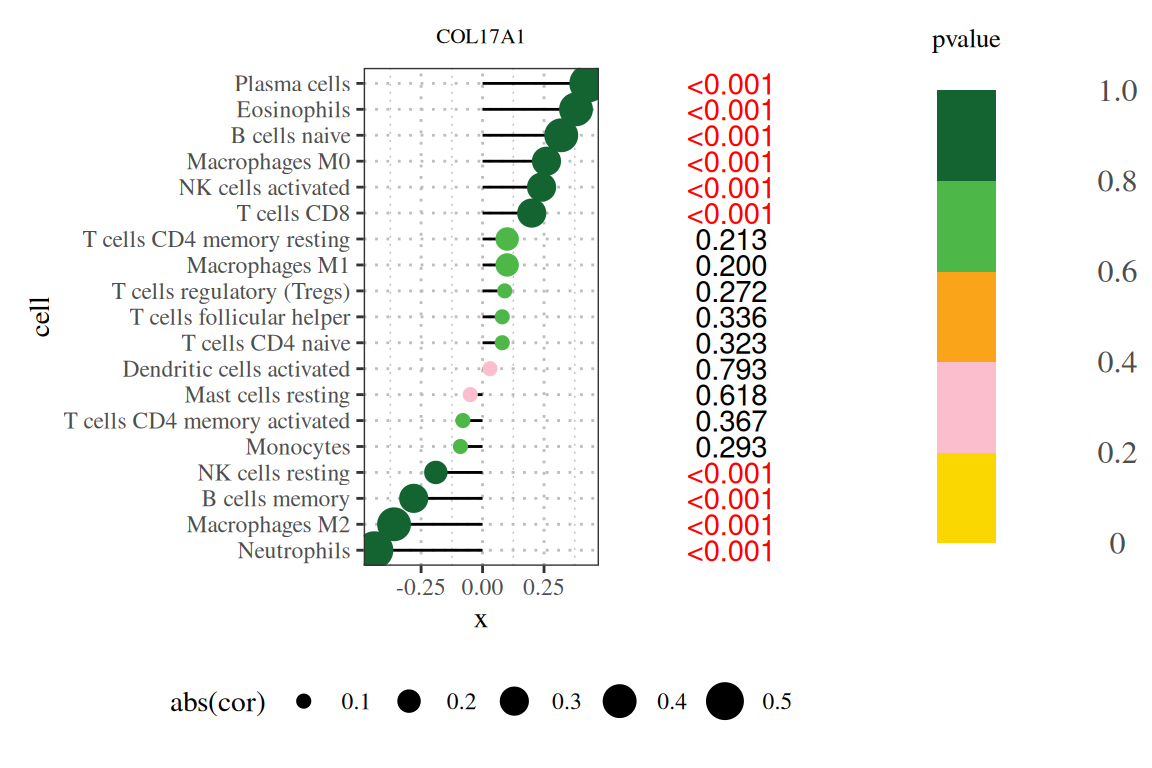 COL17A1
pvalue
cell
Plasma cells <0.001
Eosinophils <0.001
B cells naive <0.001
Macrophages M0 <0.001
NK cells activated <0.001
T cells CD8 <0.001
T cells CD4 memory resting 0.213
Macrophages M1 0.200
T cells regulatory (Tregs) 0.272
T cells follicular helper 0.336
T cells CD4 naive 0.323
Dendritic cells activated 0.793
Mast cells resting 0.618
T cells CD4 memory activated 0.367
Monocytes 0.293
NK cells resting <0.001
B cells memory <0.001
Macrophages M2 <0.001
Neutrophils <0.001
-0.25 0.00 0.25
x
1.0
0.8
0.6
0.4
0.2
0
abs(cor) 0.1 0.2 0.3 0.4 0.5